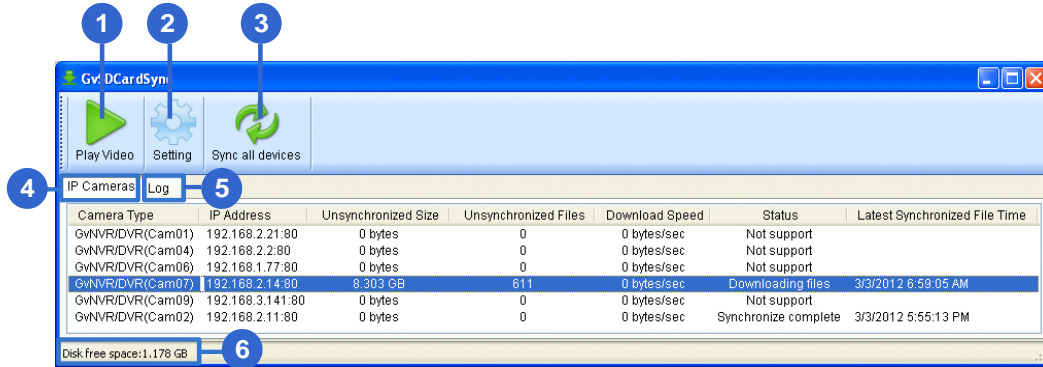 1 2 3
GvSDCardSync
Play Video Setting Sync all devices
4 IP Cameras Log 5
Camera Type IP Address Unsynchronized Size Unsynchronized Files Download Speed Status Latest Synchronized File Time
GvNVR/DVR(Cam01) 192.168.2.21:80 0 bytes 0 0 bytes/sec Not support
GvNVR/DVR(Cam04) 192.168.2.2:80 0 bytes 0 0 bytes/sec Not support
GvNVR/DVR(Cam06) 192.168.1.77:80 0 bytes 0 0 bytes/sec Not support
GvNVR/DVR(Cam07) 192.168.2.14:80 8.303 GB 611 0 bytes/sec Downloading files 3/3/2012 6:59:05 AM
GvNVR/DVR(Cam09) 192.168.3.141:80 0 bytes 0 0 bytes/sec Not support
GvNVR/DVR(Cam02) 192.168.2.11:80 0 bytes 0 0 bytes/sec Synchronize complete 3/3/2012 5:55:13 PM
Disk free space:1.178 GB 6